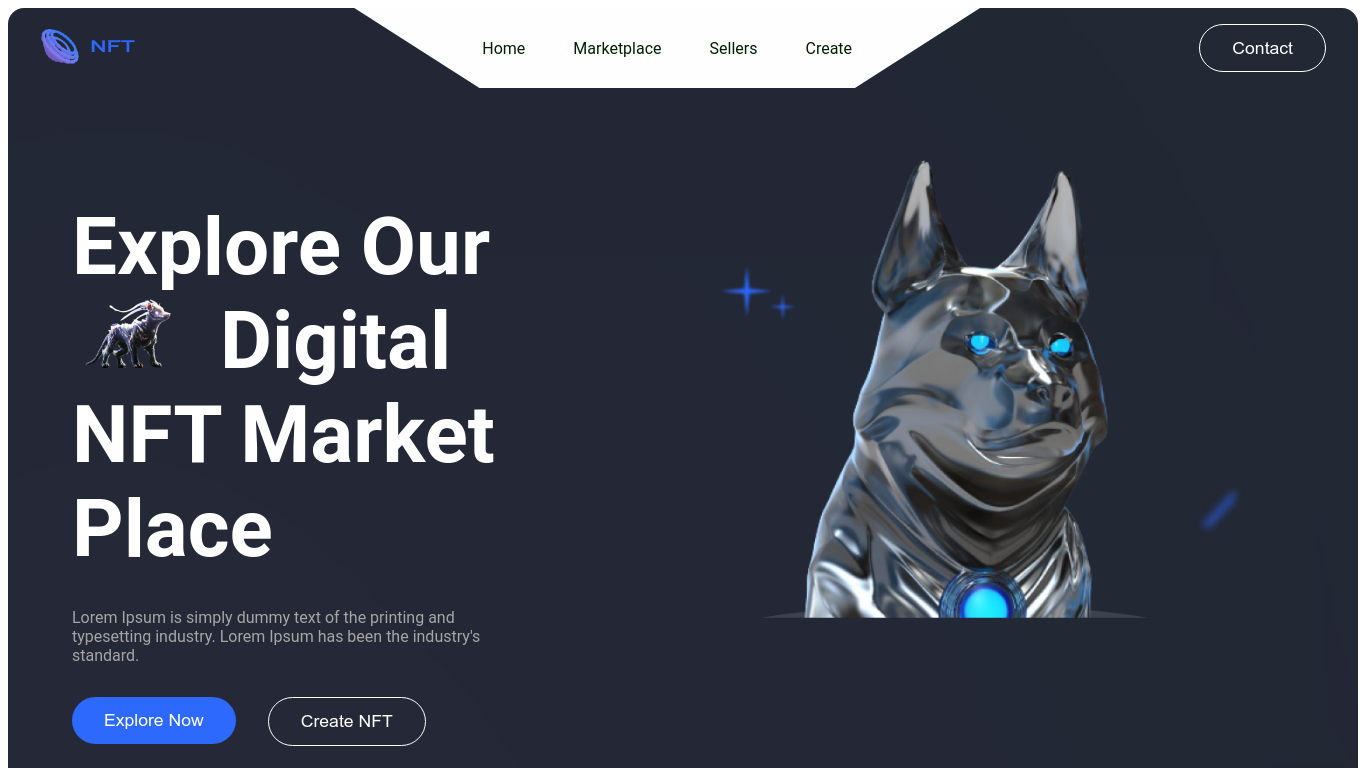 NFT
Home
Marketplace
Sellers
Create
Contact
Explore Our
Digital
NFT Market
Place
Lorem Ipsum is simply dummy text of the printing and
typesetting industry. Lorem Ipsum has been the industry's
standard.
Explore Now
Create NFT